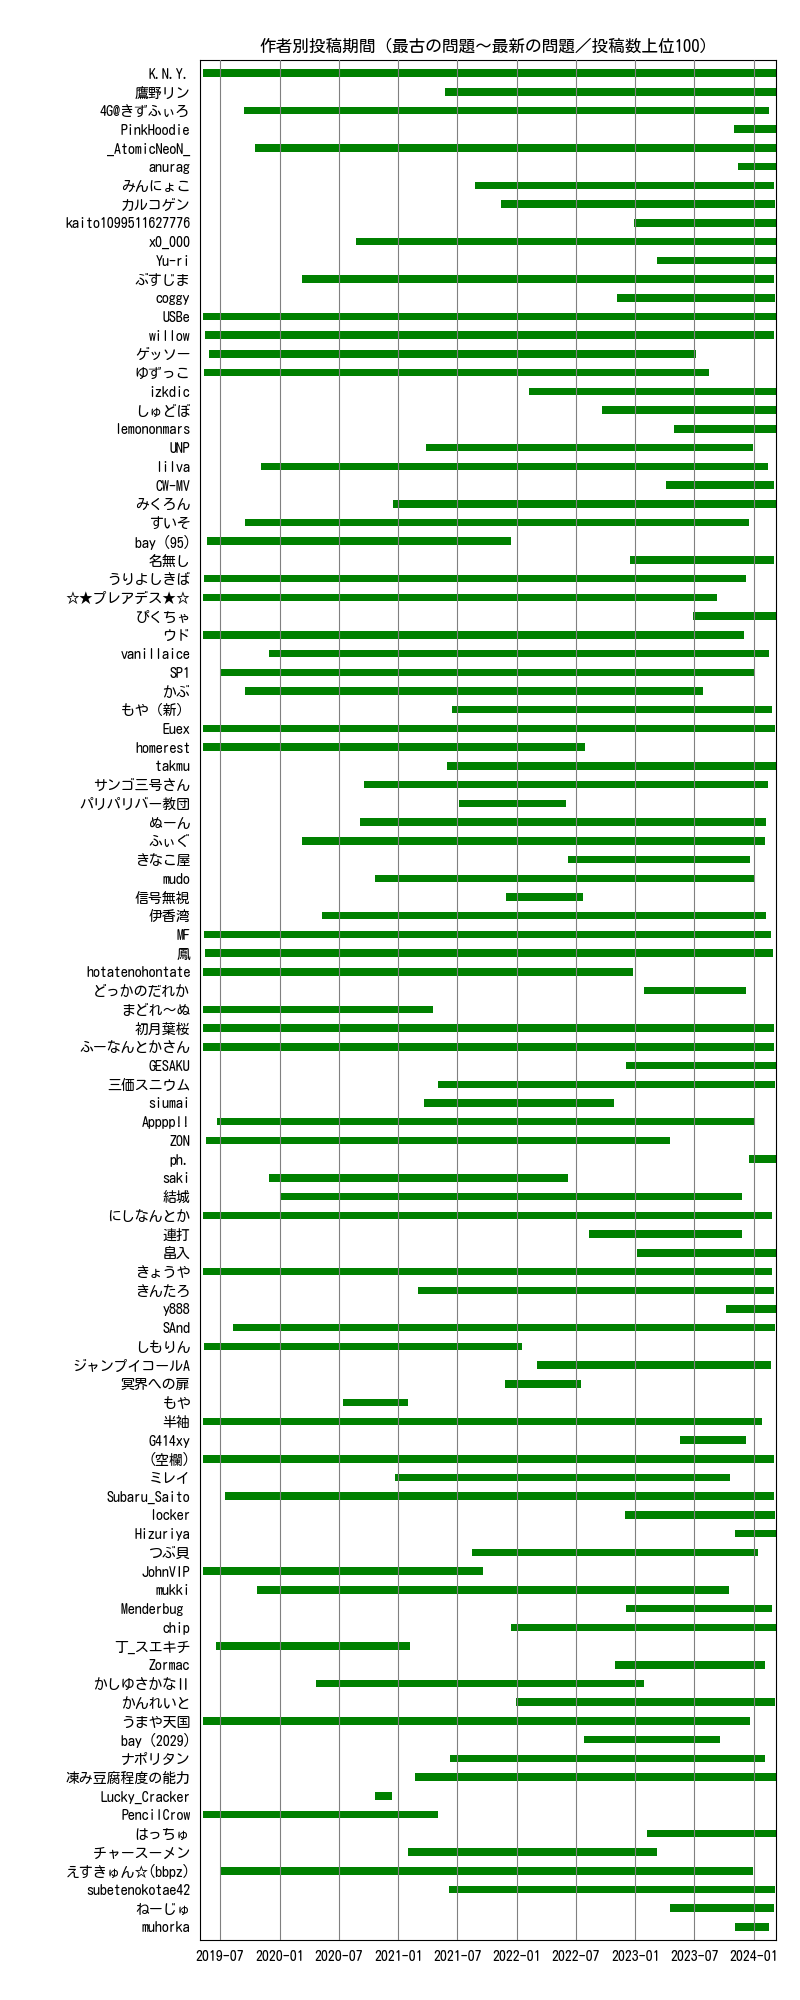 作者別投稿期間（最古の問題～最新の問題／投稿数上位100）
K.N.Y.
鷹野リン
4G@きずふぃろ
PinkHoodie
_AtomicNeoN_
anurag
みんにょこ
カルコゲン
kaito1099511627776
x0_000
Yu-ri
ぶすじま
coggy
USBe
willow
ゲッソー
ゆずっこ
izkdic
しゅどぼ
lemononmars
UNP
lilva
CW-MV
みくろん
すいそ
bay (95)
名無し
うりよしきば
☆★プレアデス★☆
ぴくちゃ
ウド
vanillaice
SP1
かぶ
もや（新）
Euex
homerest
takmu
サンゴ三号さん
パリパリバー教団
ぬーん
ふぃぐ
きなこ屋
mudo
信号無視
伊香湾
MF
鳳
hotatenohontate
どっかのだれか
まどれ～ぬ
初月葉桜
ふーなんとかさん
GESAKU
三価スニウム
siumai
Appppll
ZON
ph.
saki
結城
にしなんとか
連打
畠入
きょうや
きんたろ
y888
SAnd
しもりん
ジャンプイコールA
冥界への扉
もや
半袖
G414xy
(空欄)
ミレイ
Subaru_Saito
locker
Hizuriya
つぶ貝
JohnVIP
mukki
Menderbug
chip
丁_スエキチ
Zormac
かしゆさかなII
かんれいと
うまや天国
bay (2029)
ナポリタン
凍み豆腐程度の能力
Lucky_Cracker
PencilCrow
はっちゅ
チャースーメン
えすきゅん☆(bbpz)
subetenokotae42
ねーじゅ
muhorka
2019-07 2020-01 2020-07 2021-01 2021-07 2022-01 2022-07 2023-01 2023-07 2024-01